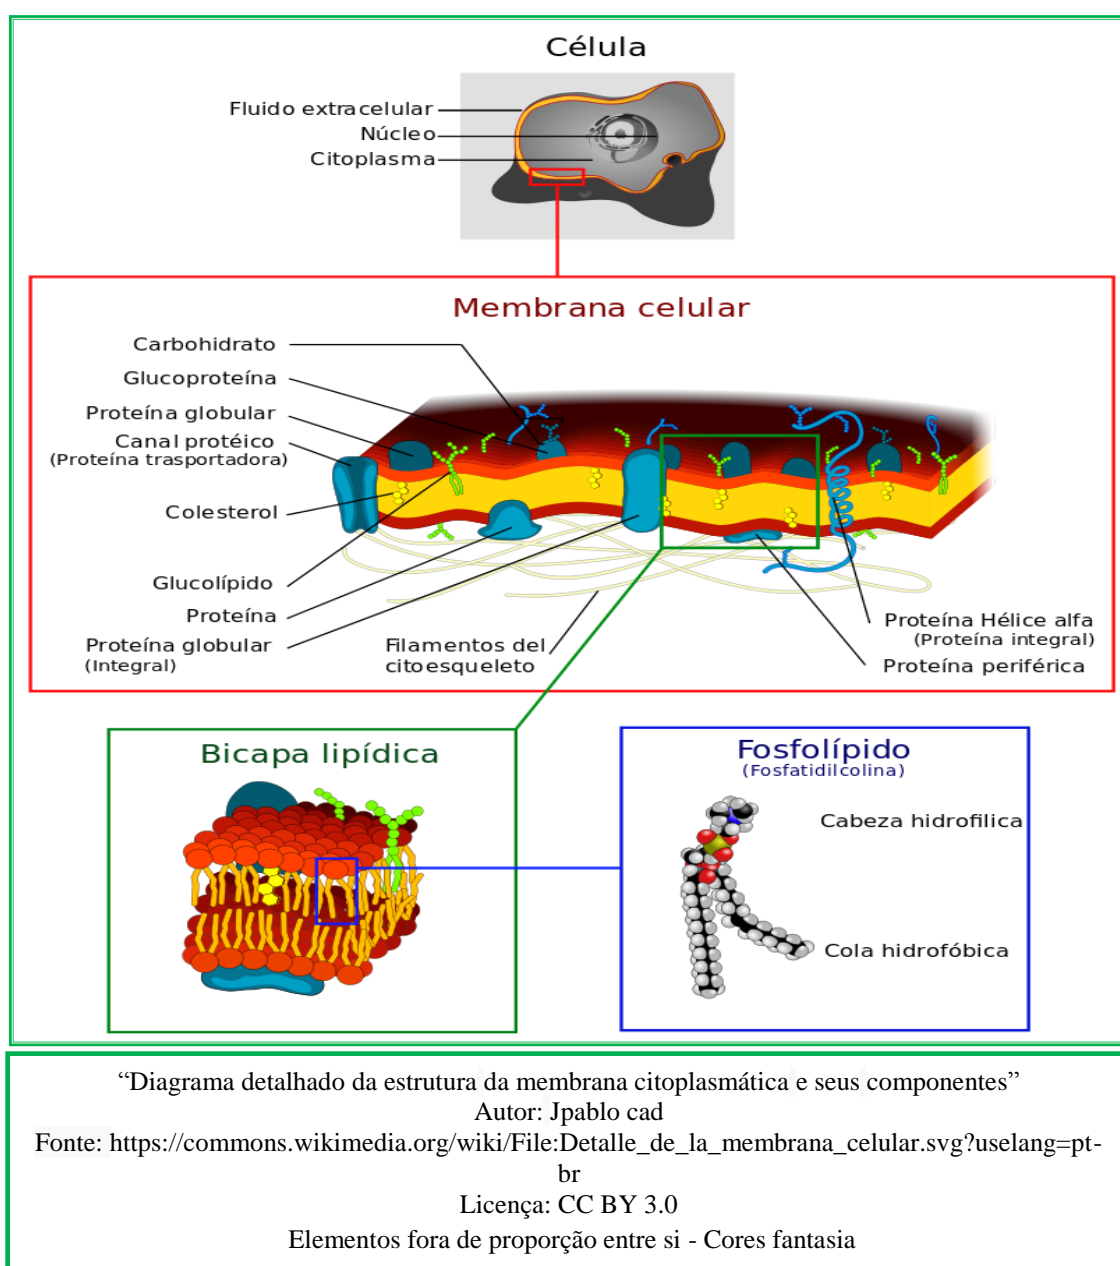 Célula
Fluido extracelular
Núcleo
Citoplasma
Membrana celular
Carbohidrato
Glucoproteína
Proteína globular
Canal protéico
(Proteína trasportadora)
Colesterol
Glucolípido
Proteína
Proteína globular
(Integral)
Filamentos del
citoesqueleto
Proteína Hélice alfa
(Proteína integral)
Proteína periférica
Bicapa lipídica
Fosfolípido
(Fosfatidilcolina)
Cabeza hidrofilica
Cola hidrofóbica
“Diagrama detalhado da estrutura da membrana citoplasmática e seus componentes”
Autor: Jpablo cad
Fonte: https://commons.wikimedia.org/wiki/File:Detalle_de_la_membrana_celular.svg?uselang=pt-
br
Licença: CC BY 3.0
Elementos fora de proporção entre si - Cores fantasia